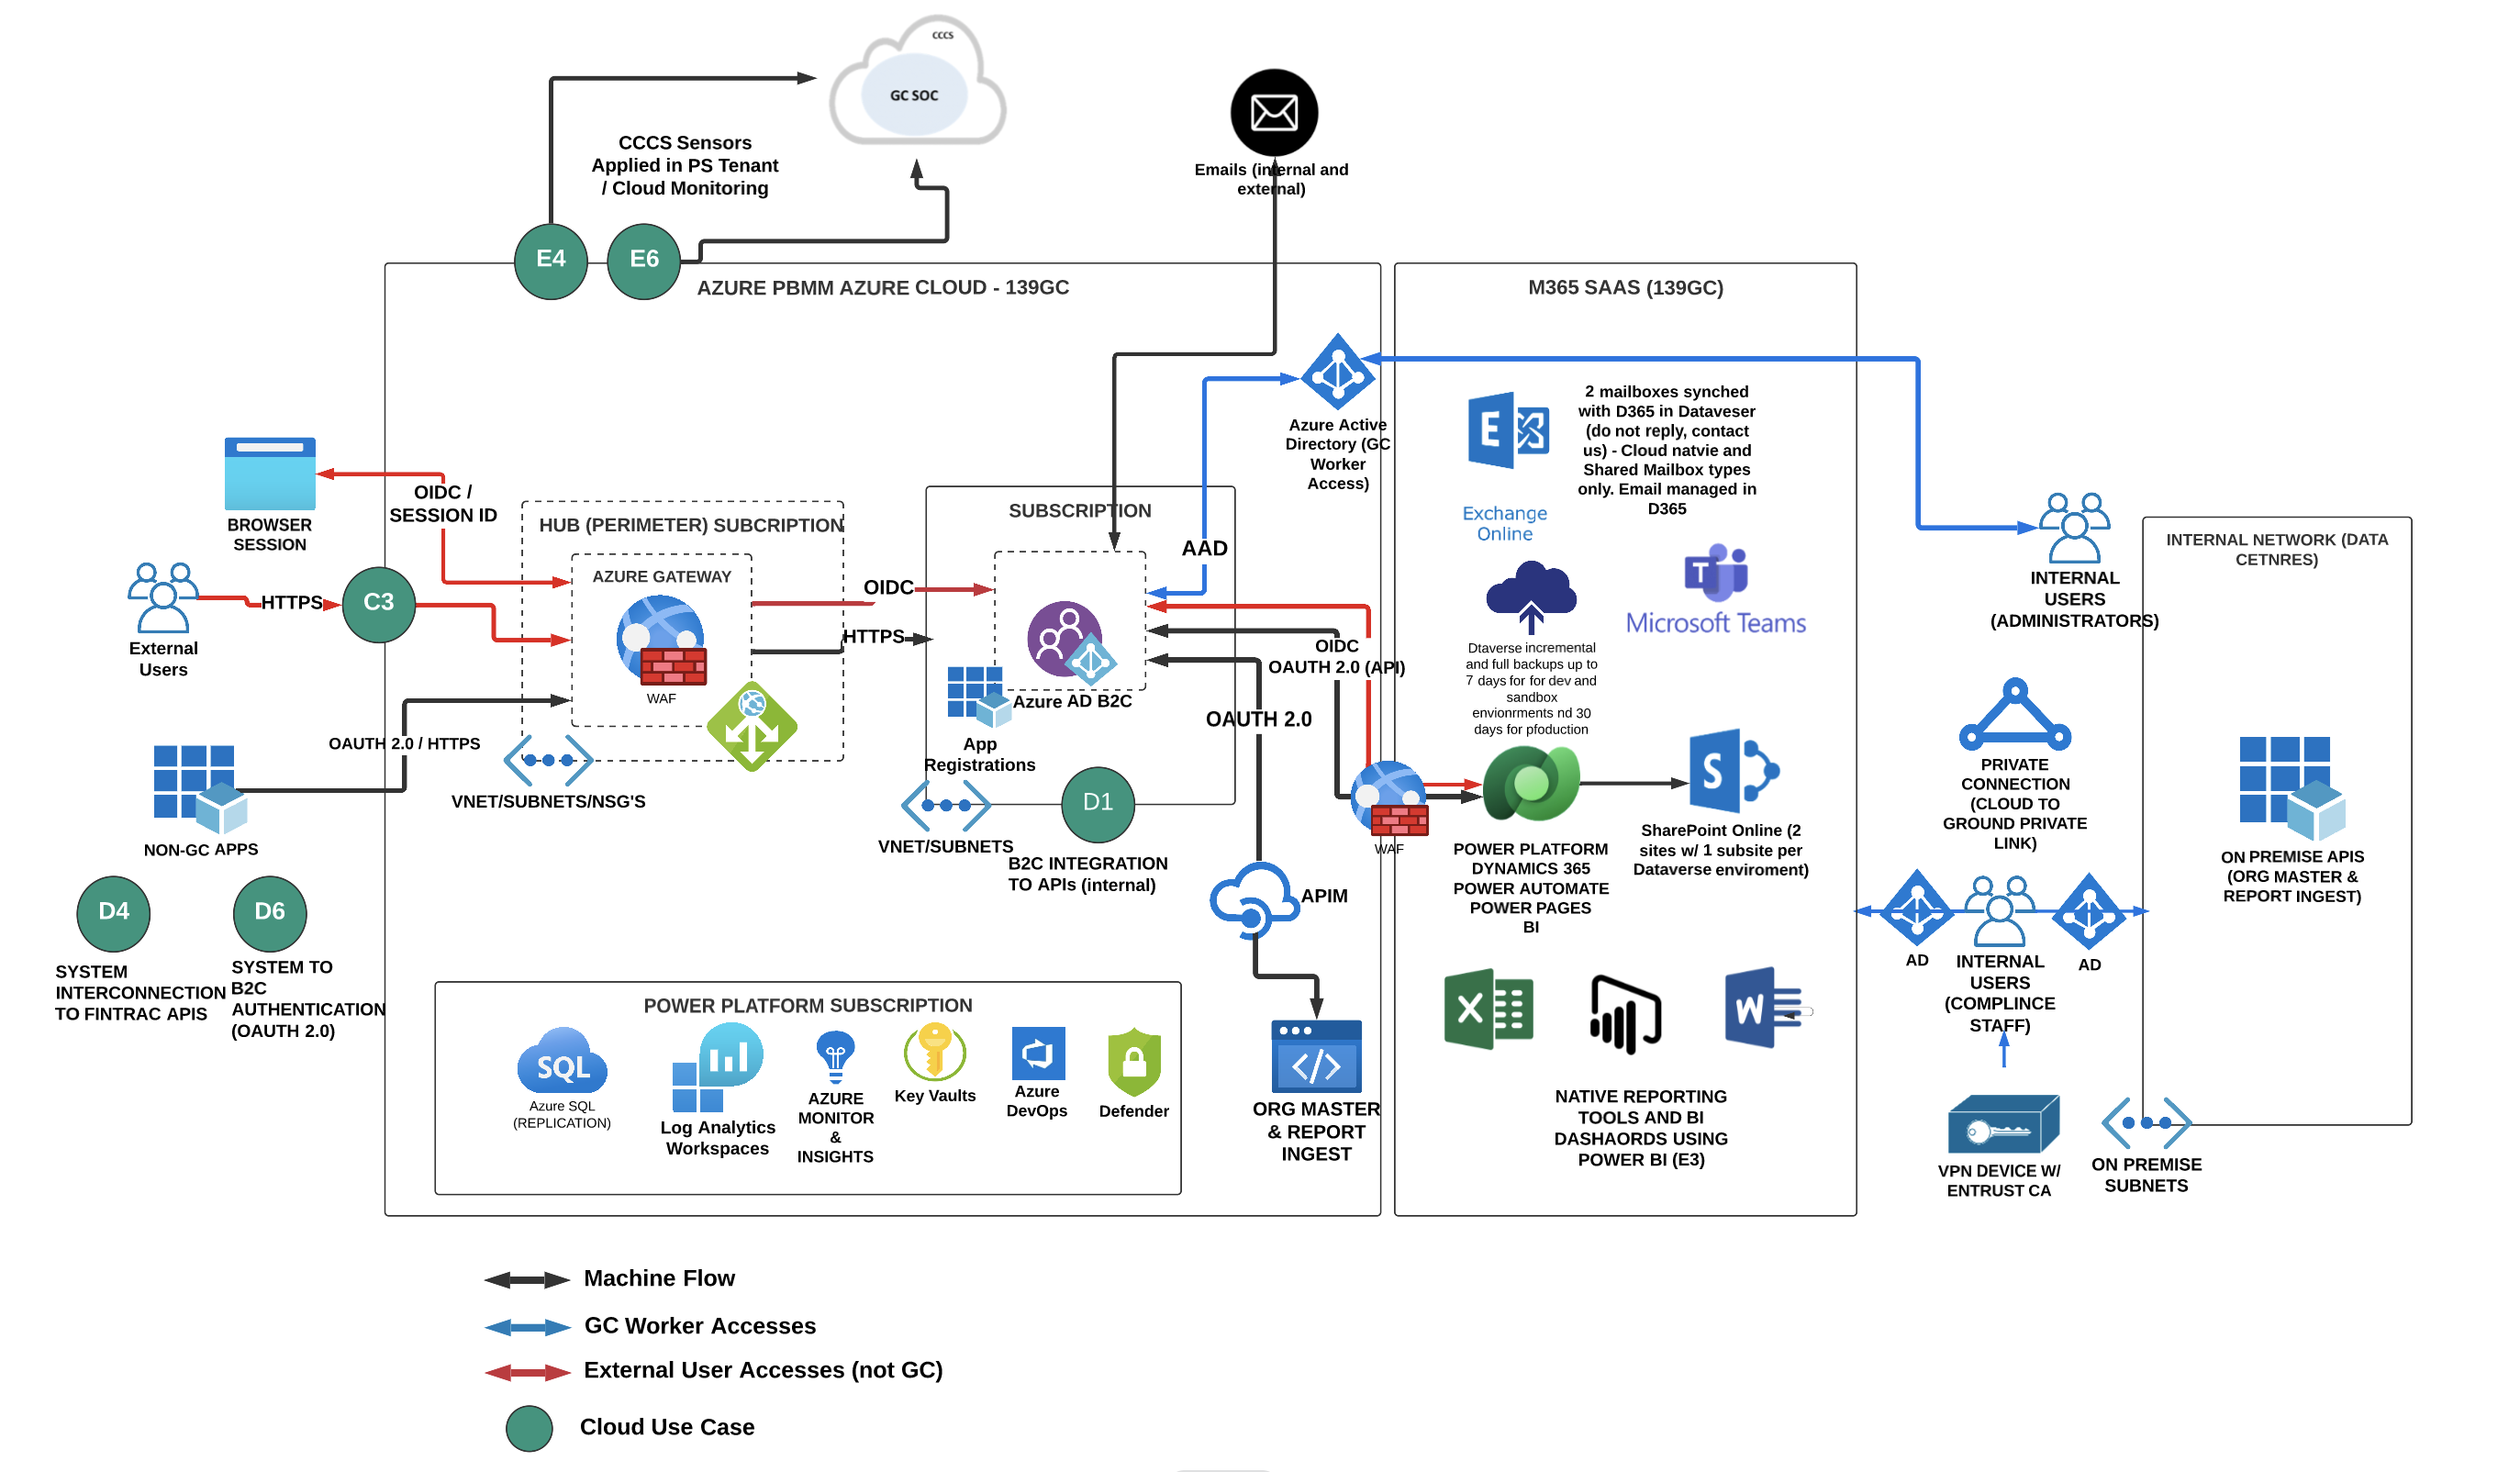 CCCS
GC SOC
CCCS Sensors
Applied in PS Tenant
/ Cloud Monitoring
Emails (internal and
external)
E4
E6
AZURE PBMM AZURE CLOUD - 139GC
M365 SAAS (139GC)
Azure Active
Directory (GC
Worker
Access)
E
Exchange
Online
2 mailboxes synched
with D365 in Dataveser
(do not reply, contact
us) - Cloud natvie and
Shared Mailbox types
only. Email managed in
D365
T
Microsoft Teams
Dtaverse incremental
and full backups up to
7 days for for dev and
sandbox
envionrments nd 30
days for pfoduction
BROWSER
SESSION
OIDC /
SESSION ID
External
Users
HTTPS
C3
HUB (PERIMETER) SUBCRIPTION
AZURE GATEWAY
WAF
OAUTH 2.0 / HTTPS
VNET/SUBNETS/NSG'S
NON-GC APPS
D4
SYSTEM
INTERCONNECTION
TO FINTRAC APIS
D6
SYSTEM TO
B2C
AUTHENTICATION
(OAUTH 2.0)
OIDC
HTTPS
SUBSCRIPTION
AAD
Azure AD B2C
App
Registrations
VNET/SUBNETS
D1
B2C INTEGRATION
TO APIs (internal)
OIDC
OAUTH 2.0 (API)
OAUTH 2.0
WAF
APIM
ORG MASTER
& REPORT
INGEST
POWER PLATFORM
DYNAMICS 365
POWER AUTOMATE
POWER PAGES
BI
S
SharePoint Online (2
sites w/ 1 subsite per
Dataverse enviroment)
X
W
NATIVE REPORTING
TOOLS AND BI
DASHAORDS USING
POWER BI (E3)
POWER PLATFORM SUBSCRIPTION
SQL
Azure SQL
(REPLICATION)
Log Analytics
Workspaces
AZURE
MONITOR
&
INSIGHTS
Key Vaults
Azure
DevOps
Defender
INTERNAL
USERS
(ADMINISTRATORS)
INTERNAL NETWORK (DATA
CETNRES)
PRIVATE
CONNECTION
(CLOUD TO
GROUND PRIVATE
LINK)
ON PREMISE APIS
(ORG MASTER &
REPORT INGEST)
AD
INTERNAL
USERS
(COMPLINCE
STAFF)
AD
VPN DEVICE W/
ENTRUST CA
ON PREMISE
SUBNETS
Machine Flow
GC Worker Accesses
External User Accesses (not GC)
Cloud Use Case